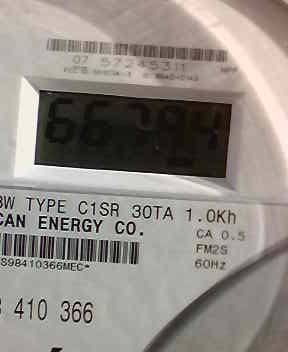 07 57245311
66784
3W TYPE C1SR 30TA 1.0Kh
CAN ENERGY CO.
CA 0.5
FM2S
S98410366MEC*
60Hz
410 366